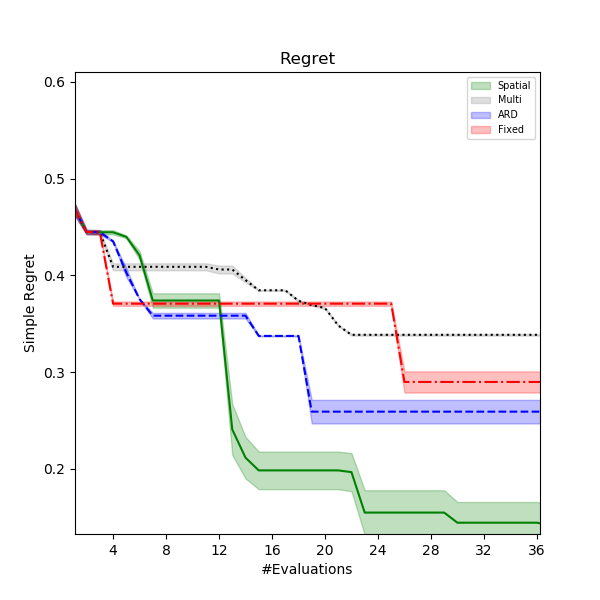 Regret
Spatial
Multi
ARD
Fixed
Simple Regret
0.6
0.5
0.4
0.3
0.2
4 8 12 16 20 24 28 32 36
#Evaluations